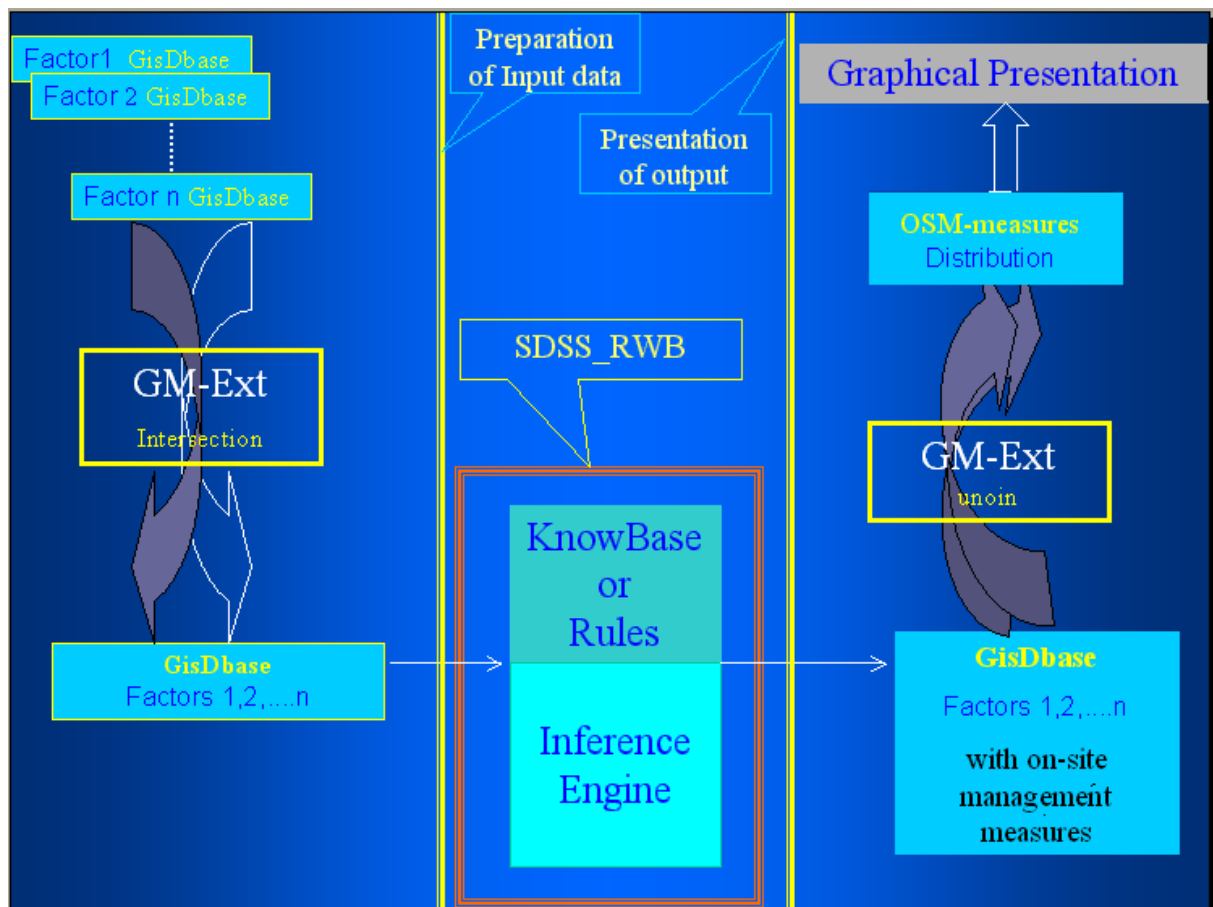 Factor1 GisDbase
Factor 2 GisDbase
Factor n GisDbase
GM-Ext
Intersection
GisDbase
Factors 1,2,....n
Preparation
of Input data
Presentation
of output
SDSS_RWB
KnowBase
or
Rules
Inference
Engine
Graphical Presentation
OSM-measures
Distribution
GM-Ext
unoin
GisDbase
Factors 1,2,....n
with on-site
management
measures